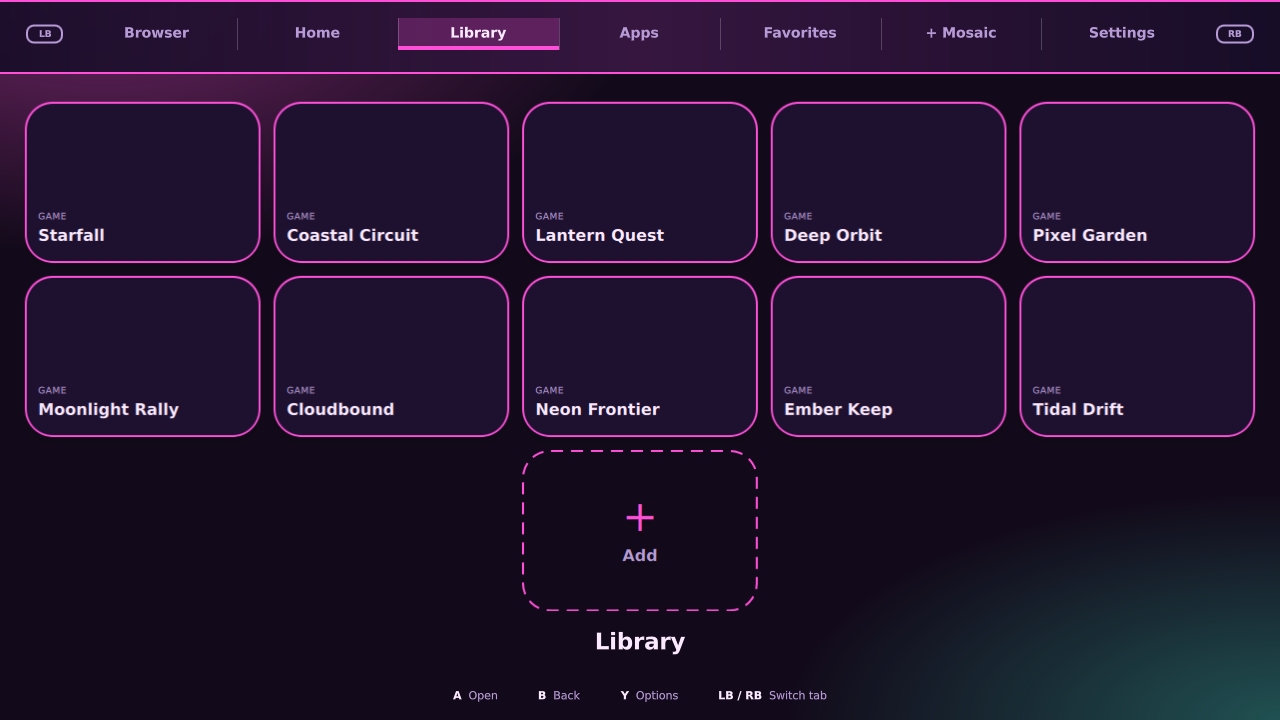 LB Browser Home Library Apps Favorites + Mosaic Settings RB
GAME GAME GAME GAME GAME
Starfall Coastal Circuit Lantern Quest Deep Orbit Pixel Garden
GAME GAME GAME GAME GAME
Moonlight Rally Cloudbound Neon Frontier Ember Keep Tidal Drift
+
Add
Library
A Open B Back Y Options LB / RB Switch tab